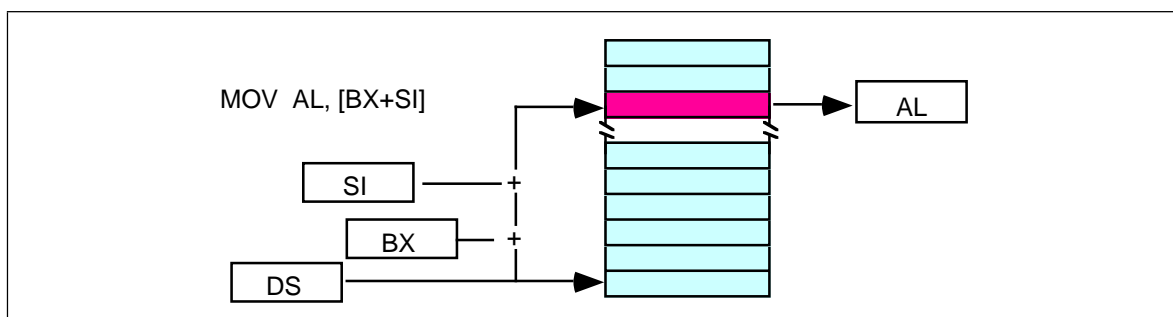 MOV AL, [BX+SI]
AL
SI
+
BX
+
DS